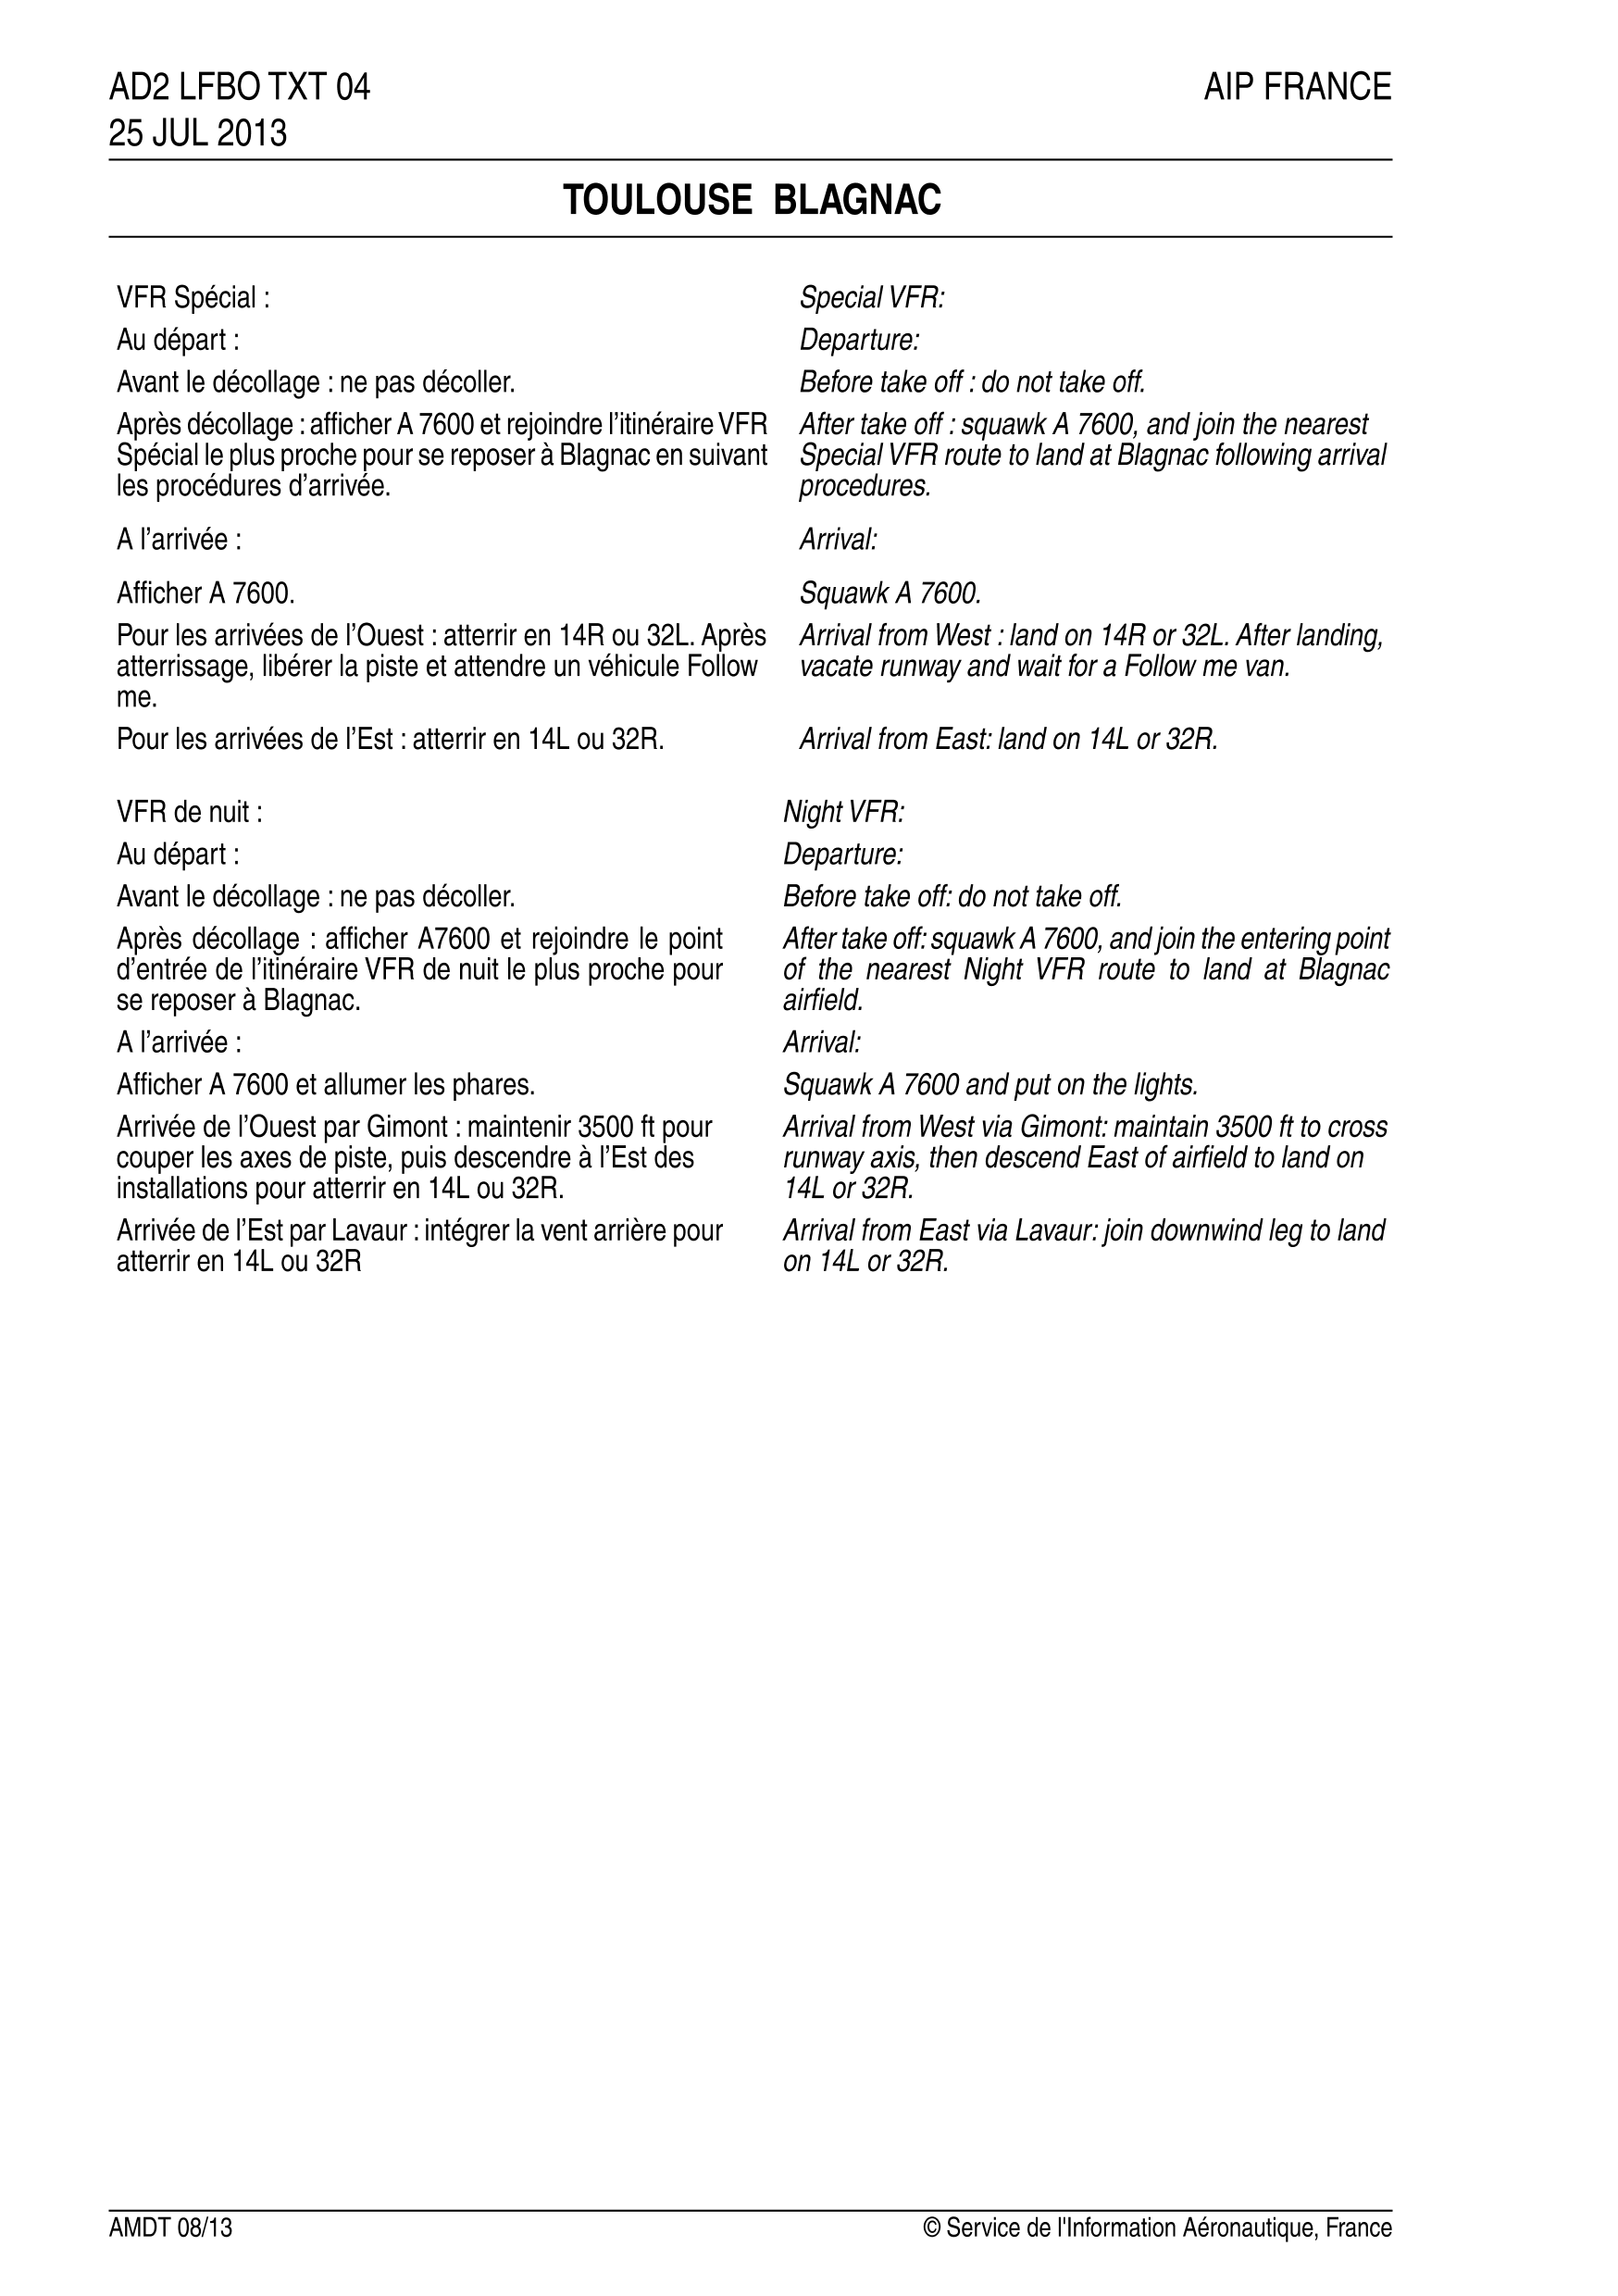 AD2 LFBO TXT 04
AIP FRANCE
25 JUL 2013
TOULOUSE BLAGNAC
VFR Spécial :
Au départ :
Avant le décollage : ne pas décoller.
Après décollage : afficher A 7600 et rejoindre l'itinéraire VFR
Spécial le plus proche pour se reposer à Blagnac en suivant
les procédures d'arrivée.
A l'arrivée :
Afficher A 7600.
Pour les arrivées de l'Ouest : atterrir en 14R ou 32L. Après
atterrissage, libérer la piste et attendre un véhicule Follow
me.
Pour les arrivées de l'Est : atterrir en 14L ou 32R.
Special VFR:
Departure:
Before take off : do not take off.
After take off : squawk A 7600, and join the nearest
Special VFR route to land at Blagnac following arrival
procedures.
Arrival:
Squawk A 7600.
Arrival from West : land on 14R or 32L. After landing,
vacate runway and wait for a Follow me van.
Arrival from East: land on 14L or 32R.
VFR de nuit :
Au départ :
Avant le décollage : ne pas décoller.
Après décollage : afficher A7600 et rejoindre le point
d'entrée de l'itinéraire VFR de nuit le plus proche pour
se reposer à Blagnac.
A l'arrivée :
Afficher A 7600 et allumer les phares.
Arrivée de l'Ouest par Gimont : maintenir 3500 ft pour
couper les axes de piste, puis descendre à l'Est des
installations pour atterrir en 14L ou 32R.
Arrivée de l'Est par Lavaur : intégrer la vent arrière pour
atterrir en 14L ou 32R
Night VFR:
Departure:
Before take off: do not take off.
After take off: squawk A 7600, and join the entering point
of the nearest Night VFR route to land at Blagnac
airfield.
Arrival:
Squawk A 7600 and put on the lights.
Arrival from West via Gimont: maintain 3500 ft to cross
runway axis, then descend East of airfield to land on
14L or 32R.
Arrival from East via Lavaur: join downwind leg to land
on 14L or 32R.
AMDT 08/13
© Service de l'Information Aéronautique, France